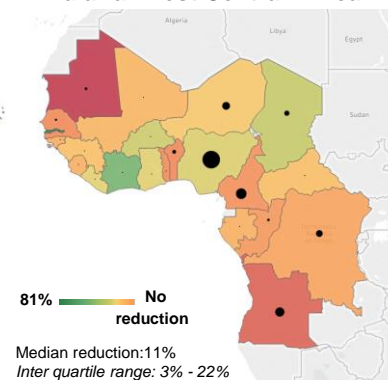 Algeria
Libya
Egypt
Sudan
81%
No
reduction
Median reduction:11%
Inter quartile range: 3% - 22%